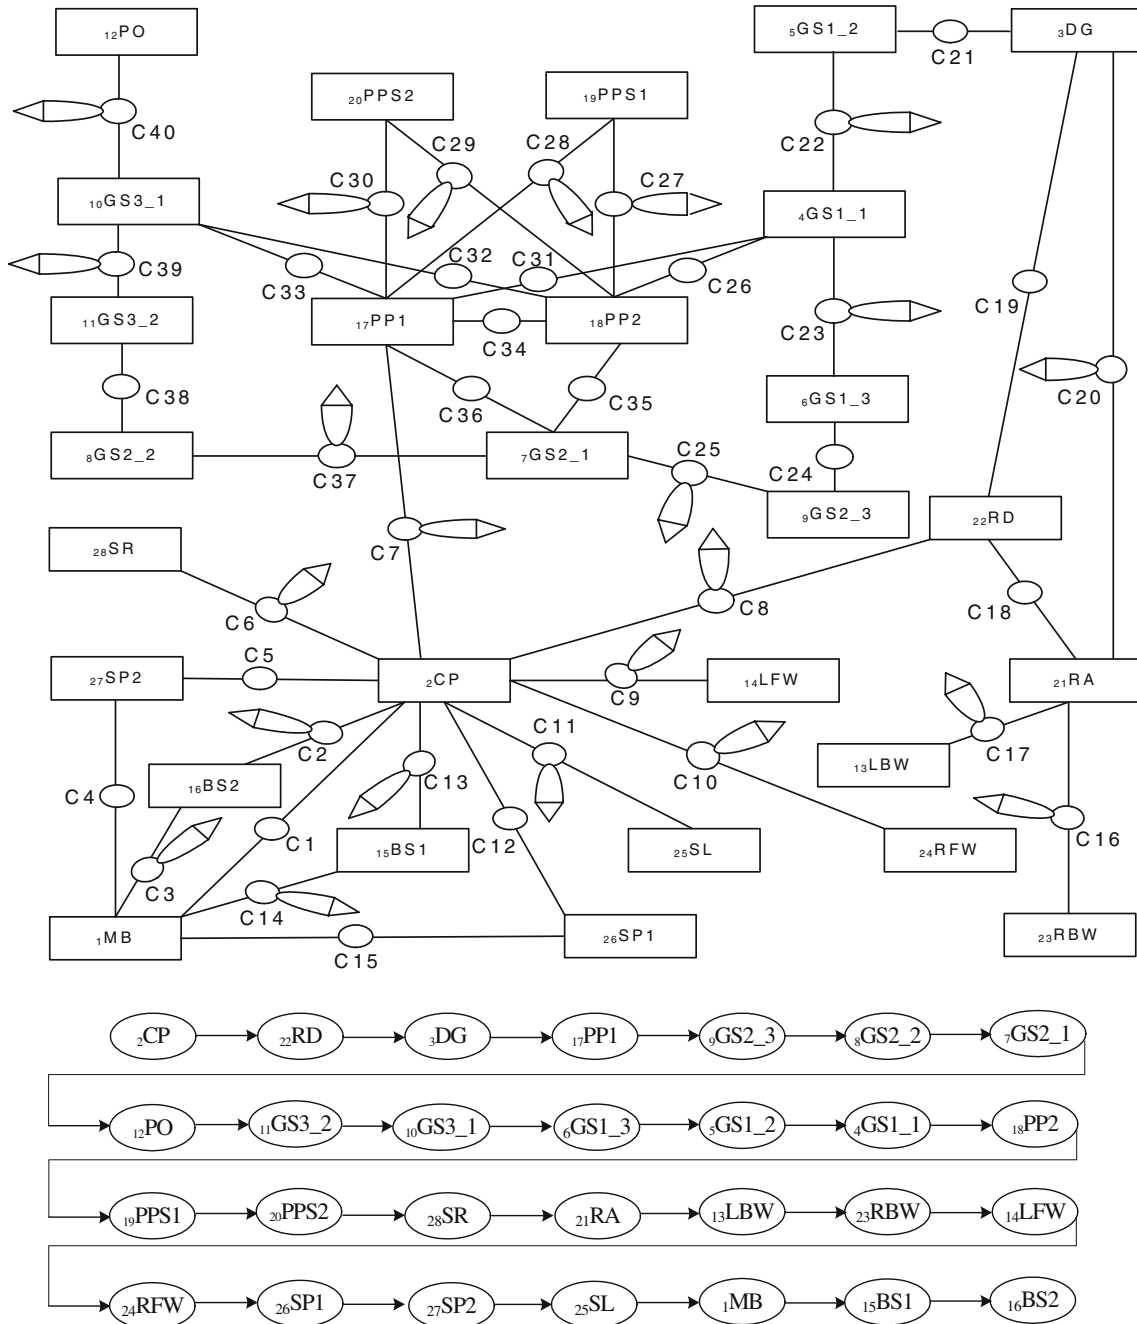 12PO
5GS1_2
3DG
C21
20PPS2
19PPS1
C40
C29
C28
C22
C30
C27
10GS3_1
4GS1_1
C39
C32
C31
C33
C26
C19
11GS3_2
17PP1
18PP2
C34
C23
C38
C36
C35
C20
6GS1_3
8GS2_2
7GS2_1
C25
C24
C37
9GS2_3
22RD
28SR
C7
C6
C8
C18
C5
27SP2
2CP
C9
14LFW
21RA
C2
C11
C17
C13
C10
13LBW
16BS2
C4
C1
C12
C16
15BS1
25SL
24RFW
C3
C14
1MB
C15
26SP1
23RBW
2CP 22RD 3DG 17PP1 9GS2_3 8GS2_2 7GS2_1
12PO 11GS3_2 10GS3_1 6GS1_3 5GS1_2 4GS1_1 18PP2
19PPS1 20PPS2 28SR 21RA 13LBW 23RBW 14LFW
24RFW 26SP1 27SP2 25SL 1MB 15BS1 16BS2